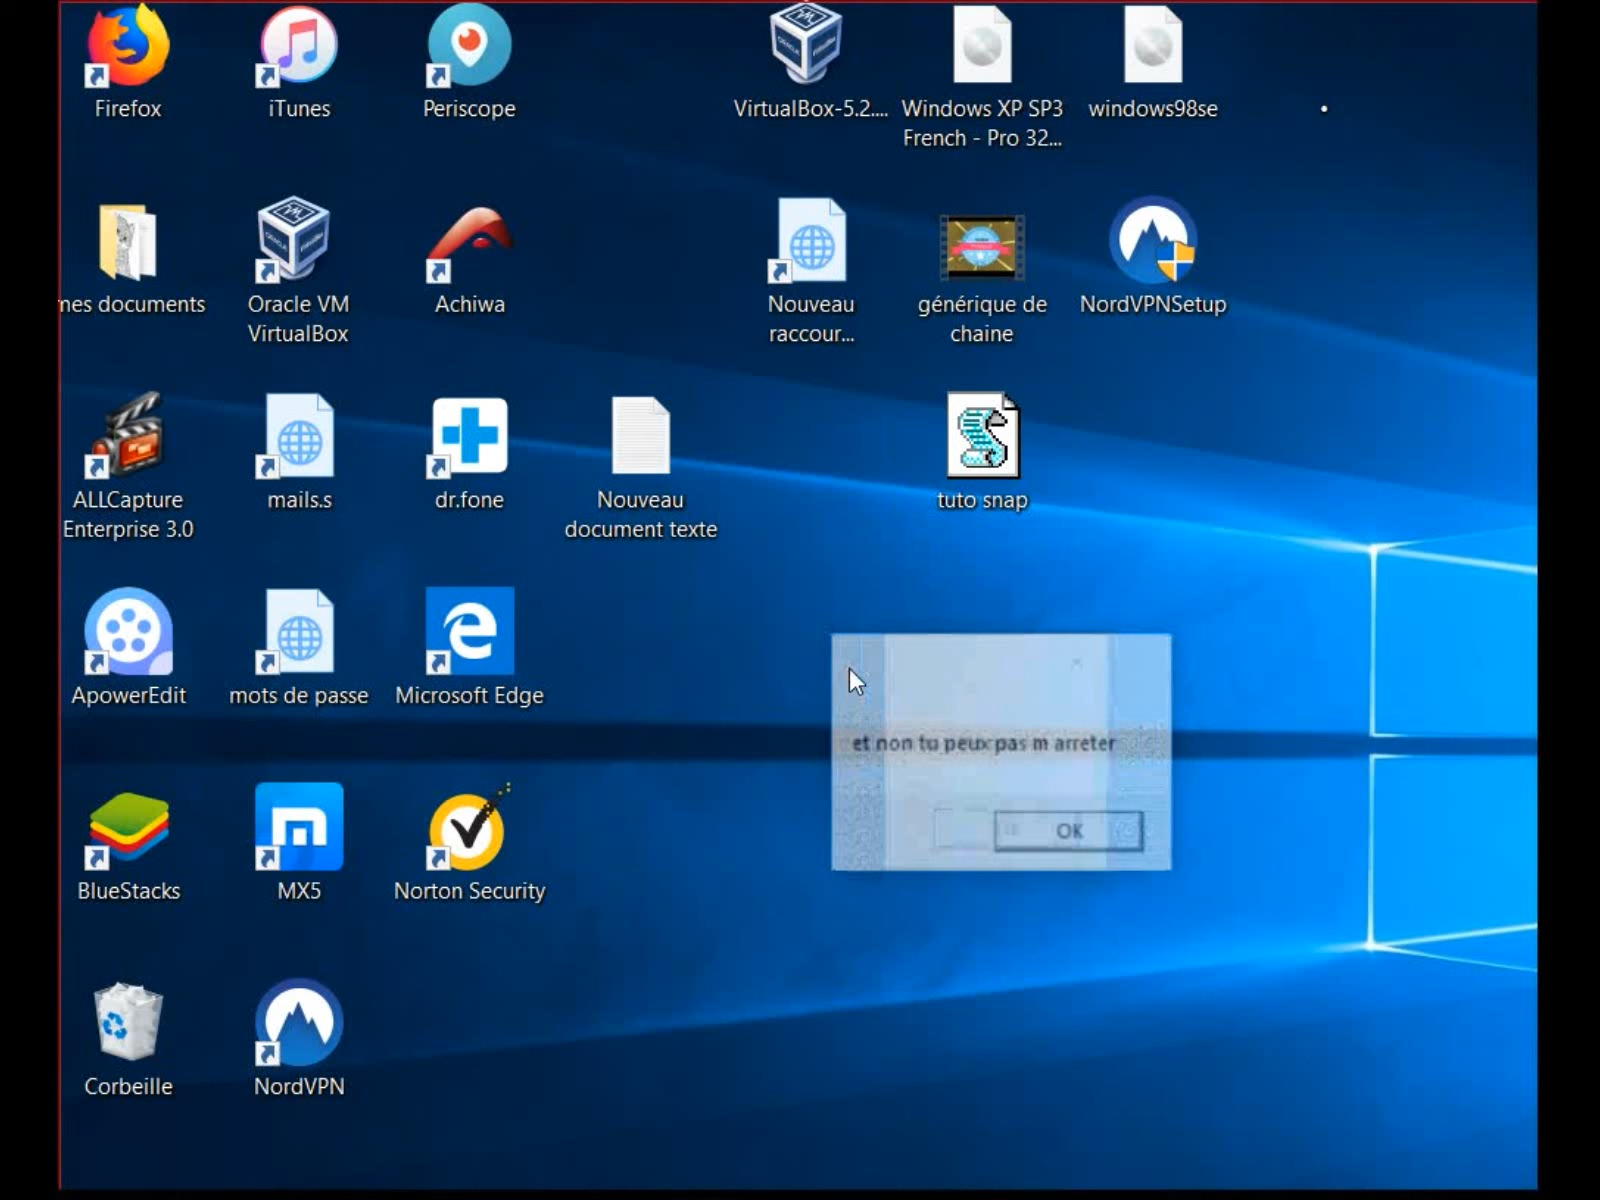 Firefox
iTunes
Periscope
VirtualBox-5.2....
Windows XP SP3
French - Pro 32...
windows98se
.
mes documents
Oracle VM
VirtualBox
Achiwa
Nouveau
raccour...
générique de
chaine
NordVPNSetup
ALLCapture
Enterprise 3.0
mails.s
dr.fone
Nouveau
document texte
tuto snap
ApowerEdit
mots de passe
Microsoft Edge
et non tu peux pas m arreter
OK
BlueStacks
MX5
Norton Security
Corbeille
NordVPN